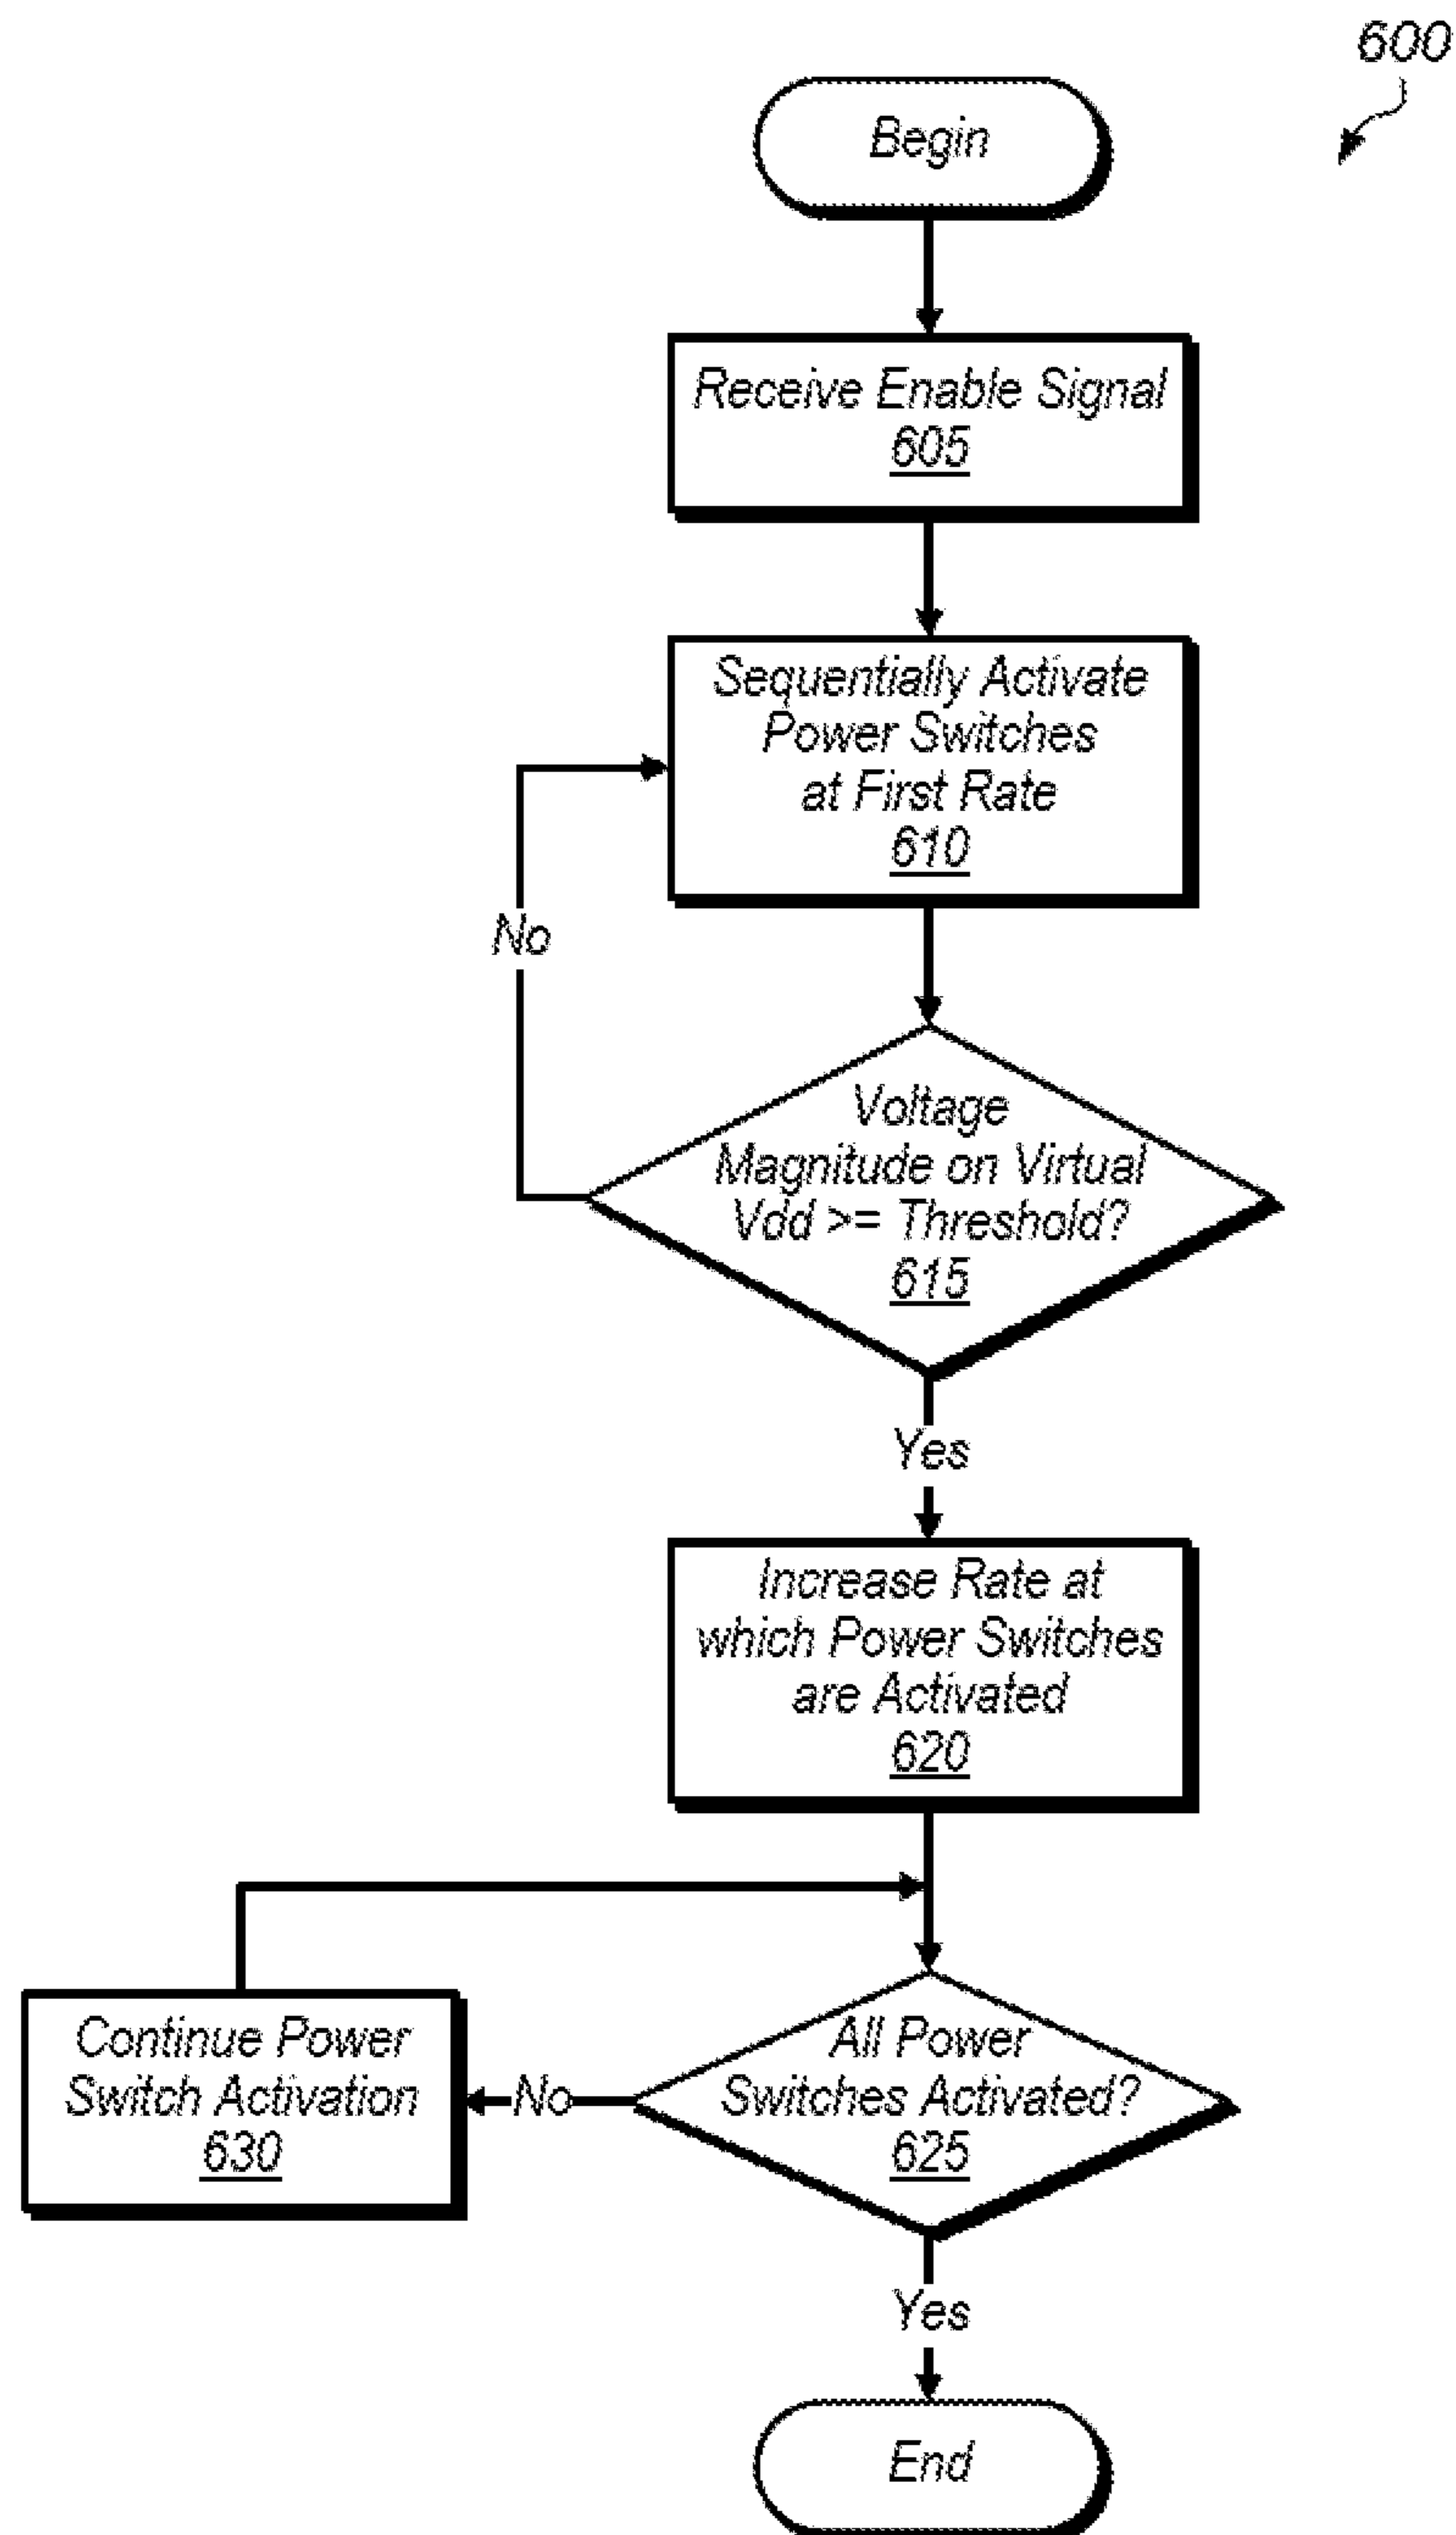 600
Begin
Receive Enable Signal
605
Sequentially Activate
Power Switches
at First Rate
610
No
Voltage
Magnitude on Virtual
Vdd >= Threshold?
615
Yes
Increase Rate at
which Power Switches
are Activated
620
Continue Power
Switch Activation
630
No
All Power
Switches Activated?
625
Yes
End